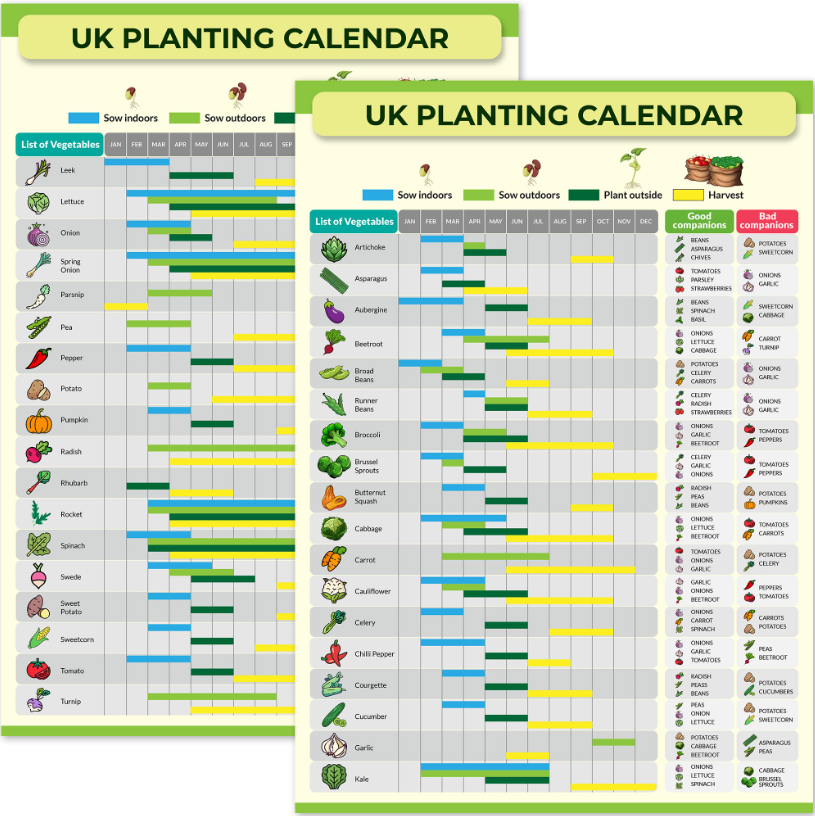 UK PLANTING CALENDAR
Sow indoors
Sow outdoors
List of Vegetables
JAN FEB MAR APR MAY JUN JUL AUG SEP
Leek
Lettuce
Onion
Spring
Onion
Parsnip
Pea
Pepper
Potato
Pumpkin
Radish
Rhubarb
Rocket
Spinach
Swede
Sweet
Potato
Sweetcorn
Tomato
Turnip
UK PLANTING CALENDAR
Sow indoors
Sow outdoors
Plant outside
Harvest
List of Vegetables
JAN FEB MAR APR MAY JUN JUL AUG SEP OCT NOV DEC
Good
companions
Bad
companions
Artichoke
BEANS
ASPARAGUS
CHIVES
POTATOES
SWEETCORN
Asparagus
TOMATOES
PARSLEY
STRAWBERRIES
ONIONS
GARLIC
Aubergine
BEANS
SPINACH
BASIL
SWEETCORN
CABBAGE
Beetroot
ONIONS
LETTUCE
CABBAGE
CARROT
TURNIP
Broad
Beans
POTATOES
CELERY
CARROTS
ONIONS
GARLIC
Runner
Beans
CELERY
RADISH
STRAWBERRIES
ONIONS
GARLIC
Broccoli
ONIONS
GARLIC
BEETROOT
TOMATOES
PEPPERS
Brussel
Sprouts
CELERY
GARLIC
ONIONS
TOMATOES
PEPPERS
Butternut
Squash
RADISH
PEAS
BEANS
POTATOES
PUMPKINS
Cabbage
ONIONS
LETTUCE
BEETROOT
TOMATOES
CARROTS
Carrot
TOMATOES
ONIONS
GARLIC
POTATOES
CELERY
Cauliflower
GARLIC
ONIONS
BEETROOT
PEPPERS
TOMATOES
Celery
ONIONS
CARROT
SPINACH
CARROTS
POTATOES
Chilli Pepper
ONIONS
GARLIC
TOMATOES
PEAS
BEETROOT
Courgette
RADISH
PEASS
BEANS
POTATOES
CUCUMBERS
Cucumber
PEAS
ONION
LETTUCE
POTATOES
SWEETCORN
Garlic
POTATOES
CABBAGE
BEETROOT
ASPARAGUS
PEAS
Kale
ONIONS
LETTUCE
SPINACH
CABBAGE
BRUSSEL
SPROUTS